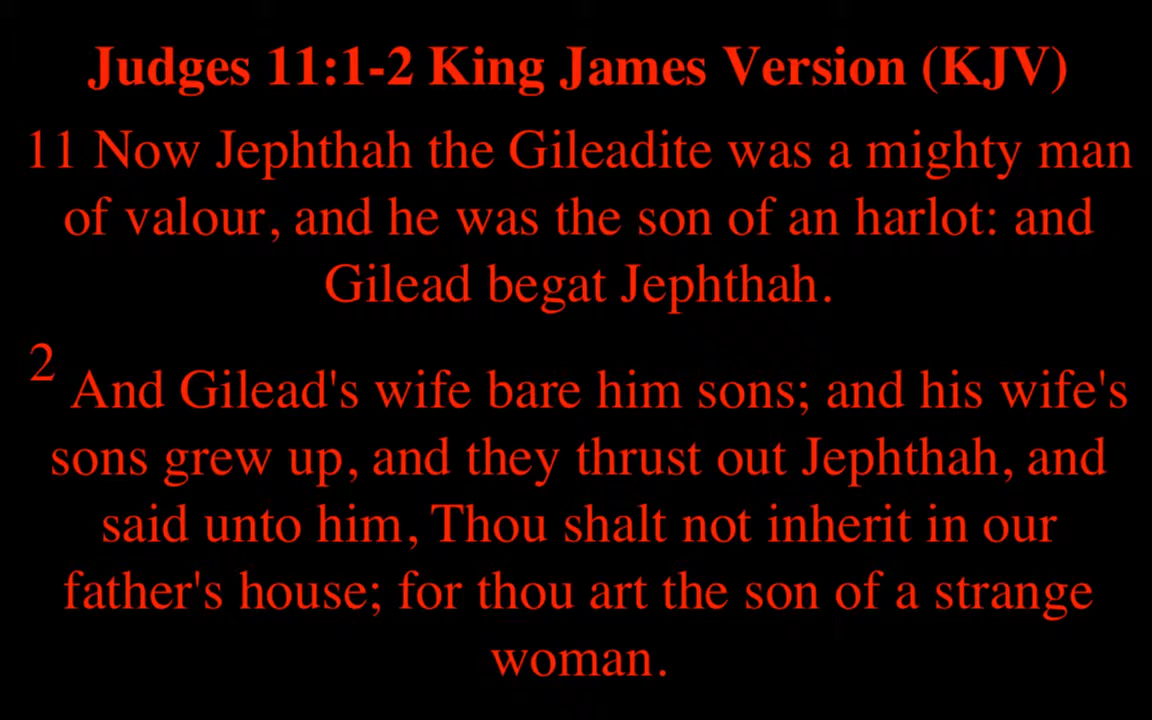 Judges 11:1-2 King James Version (KJV)
11 Now Jephthah the Gileadite was a mighty man
of valour, and he was the son of an harlot: and
Gilead begat Jephthah.
2 And Gilead's wife bare him sons; and his wife's
sons grew up, and they thrust out Jephthah, and
said unto him, Thou shalt not inherit in our
father's house; for thou art the son of a strange
woman.